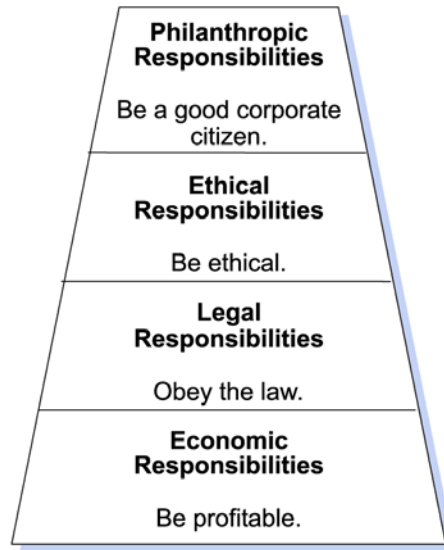 Philanthropic
Responsibilities
Be a good corporate
citizen.
Ethical
Responsibilities
Be ethical.
Legal
Responsibilities
Obey the law.
Economic
Responsibilities
Be profitable.